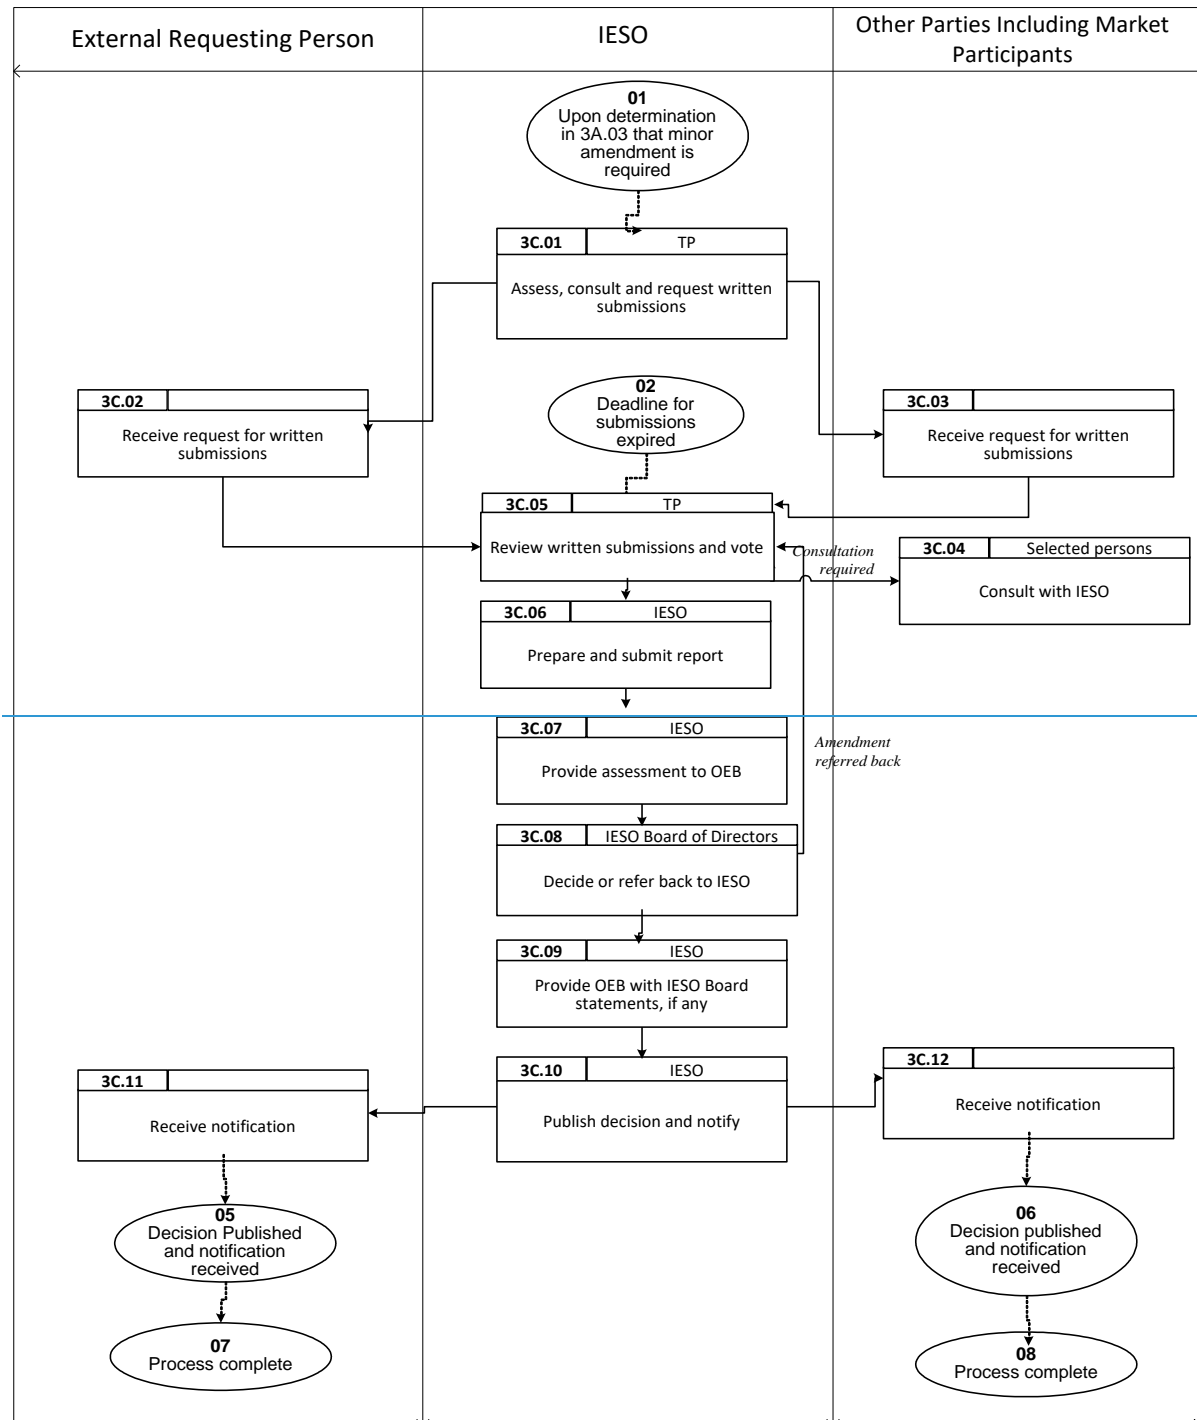 External Requesting Person
IESO
Other Parties Including Market
Participants
01
Upon determination
in 3A.03 that minor
amendment is
required
3C.01
TP
Assess, consult and request written
submissions
3C.02
Receive request for written
submissions
02
Deadline for
submissions
expired
3C.03
Receive request for written
submissions
3C.05
TP
Review written submissions and vote
Consultation
required
3C.04
Selected persons
Consult with IESO
3C.06
IESO
Prepare and submit report
3C.07
IESO
Provide assessment to OEB
Amendment
referred back
3C.08
IESO Board of Directors
Decide or refer back to IESO
3C.09
IESO
Provide OEB with IESO Board
statements, if any
3C.10
IESO
Publish decision and notify
3C.11
Receive notification
3C.12
Receive notification
05
Decision Published
and notification
received
06
Decision published
and notification
received
07
Process complete
08
Process complete